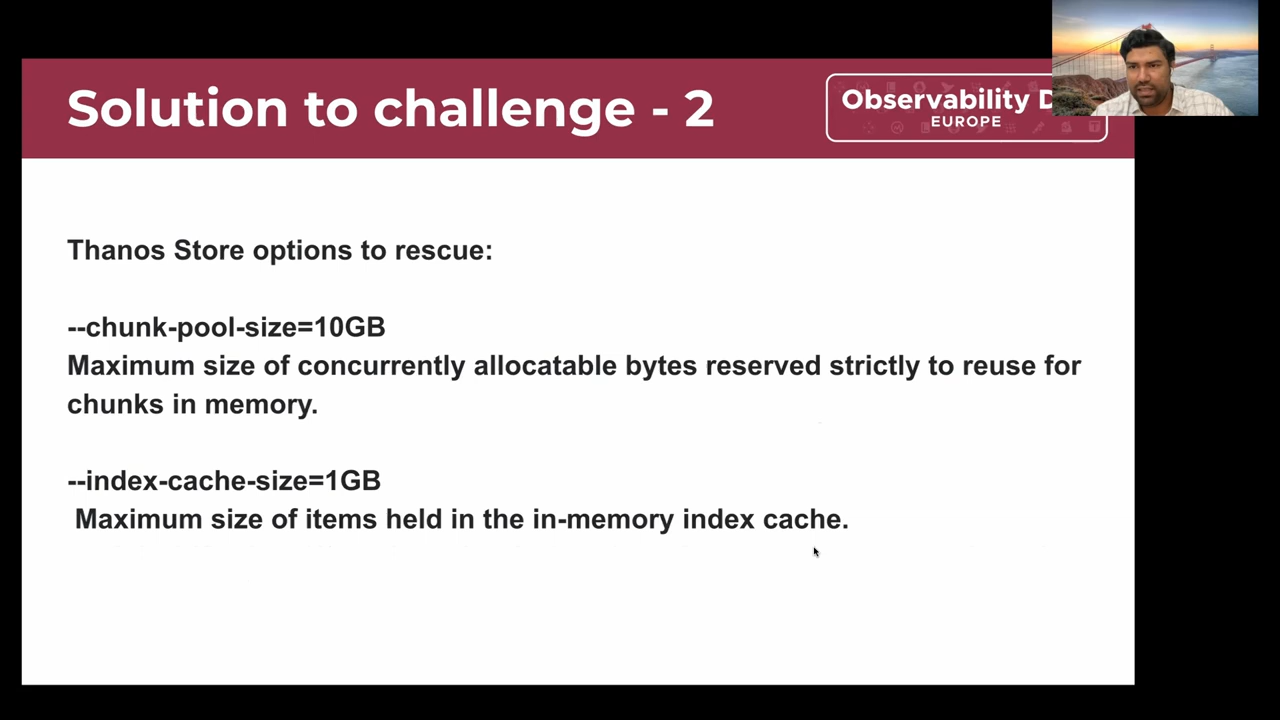 Solution to challenge - 2
Observability D
EUROPE
Thanos Store options to rescue:
--chunk-pool-size=10GB
Maximum size of concurrently allocatable bytes reserved strictly to reuse for
chunks in memory.
--index-cache-size=1GB
Maximum size of items held in the in-memory index cache.